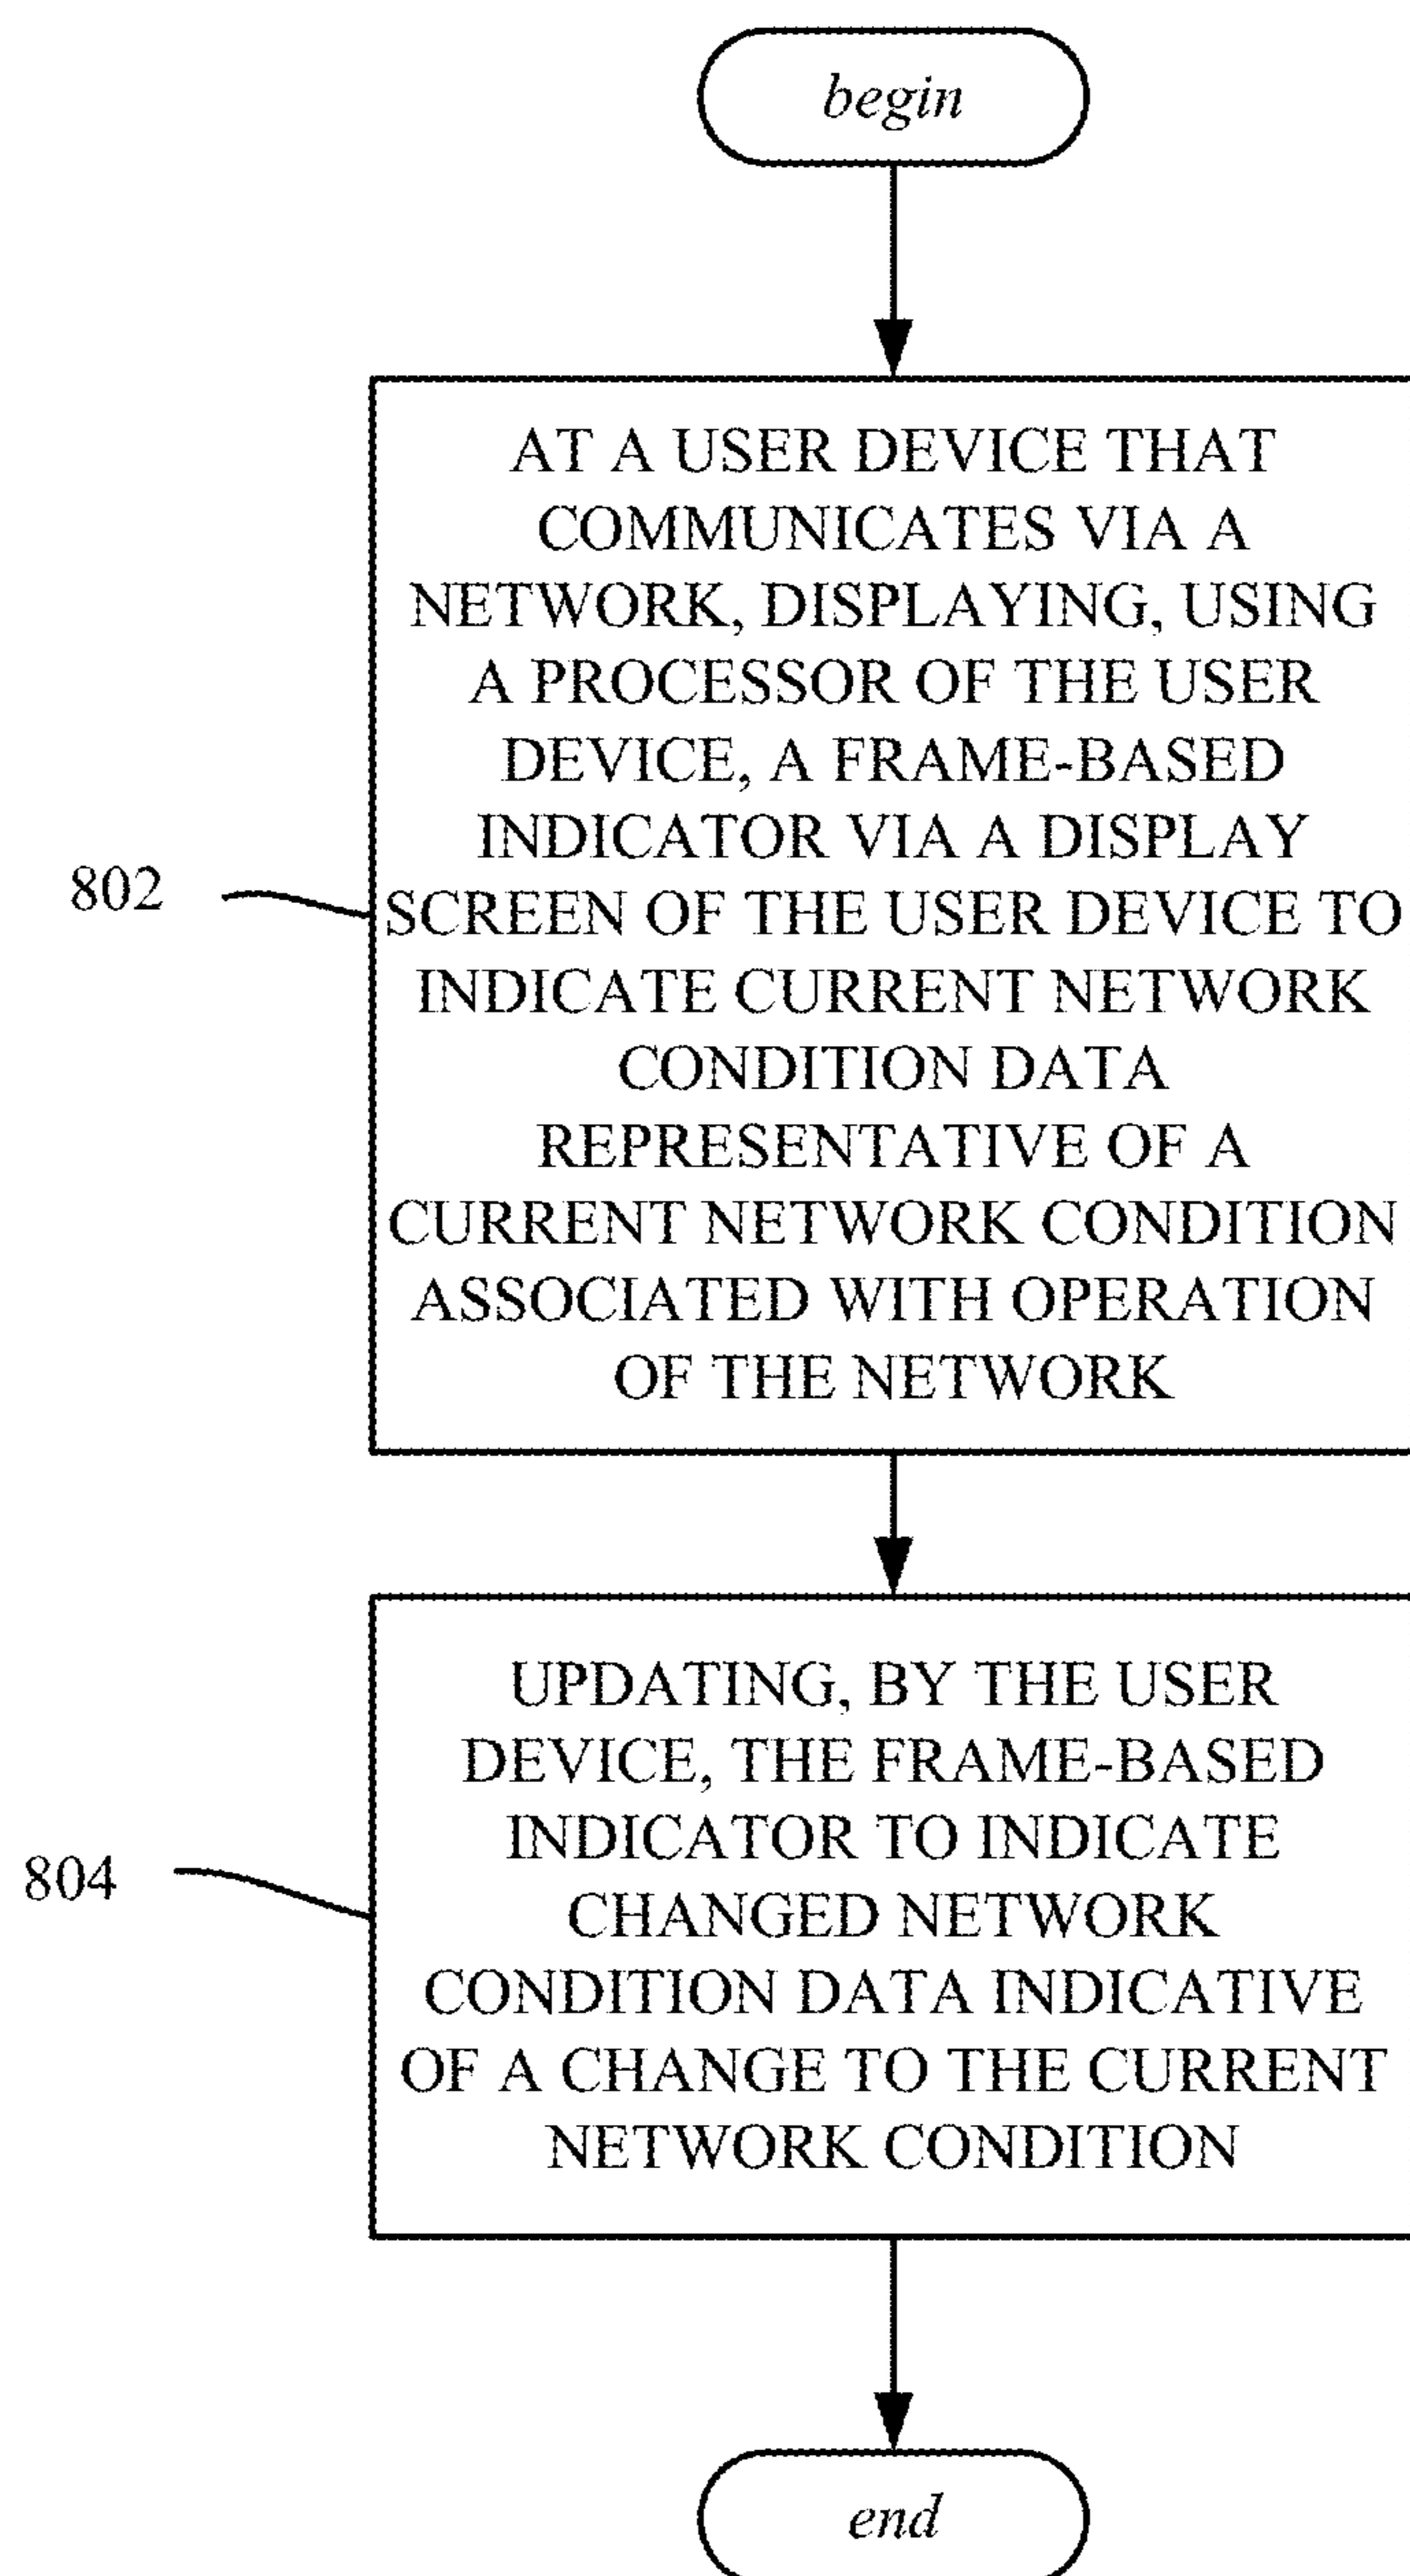 begin
AT A USER DEVICE THAT
COMMUNICATES VIA A
NETWORK, DISPLAYING, USING
A PROCESSOR OF THE USER
DEVICE, A FRAME-BASED
INDICATOR VIA A DISPLAY
802
SCREEN OF THE USER DEVICE TO
INDICATE CURRENT NETWORK
CONDITION DATA
REPRESENTATIVE OF A
CURRENT NETWORK CONDITION
ASSOCIATED WITH OPERATION
OF THE NETWORK
UPDATING, BY THE USER
DEVICE, THE FRAME-BASED
INDICATOR TO INDICATE
804
CHANGED NETWORK
CONDITION DATA INDICATIVE
OF A CHANGE TO THE CURRENT
NETWORK CONDITION
end